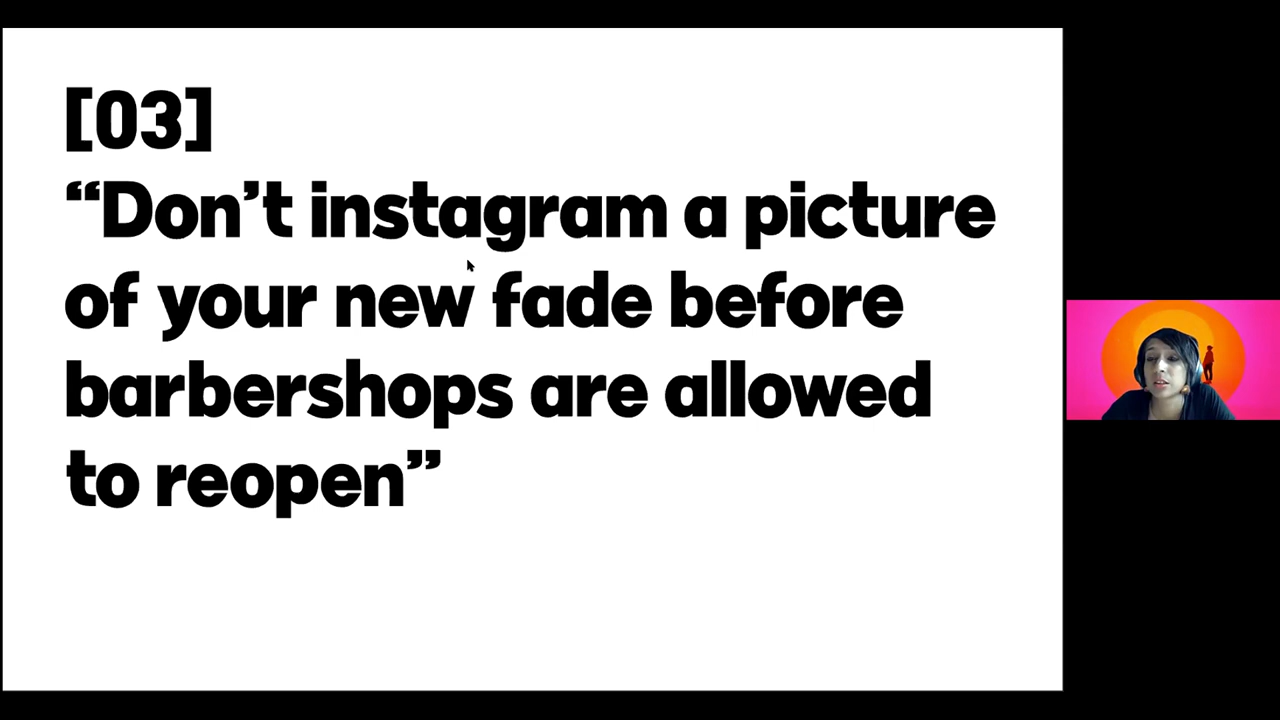 [03]
“Don’t instagram a picture
of your new fade before
barbershops are allowed
to reopen”